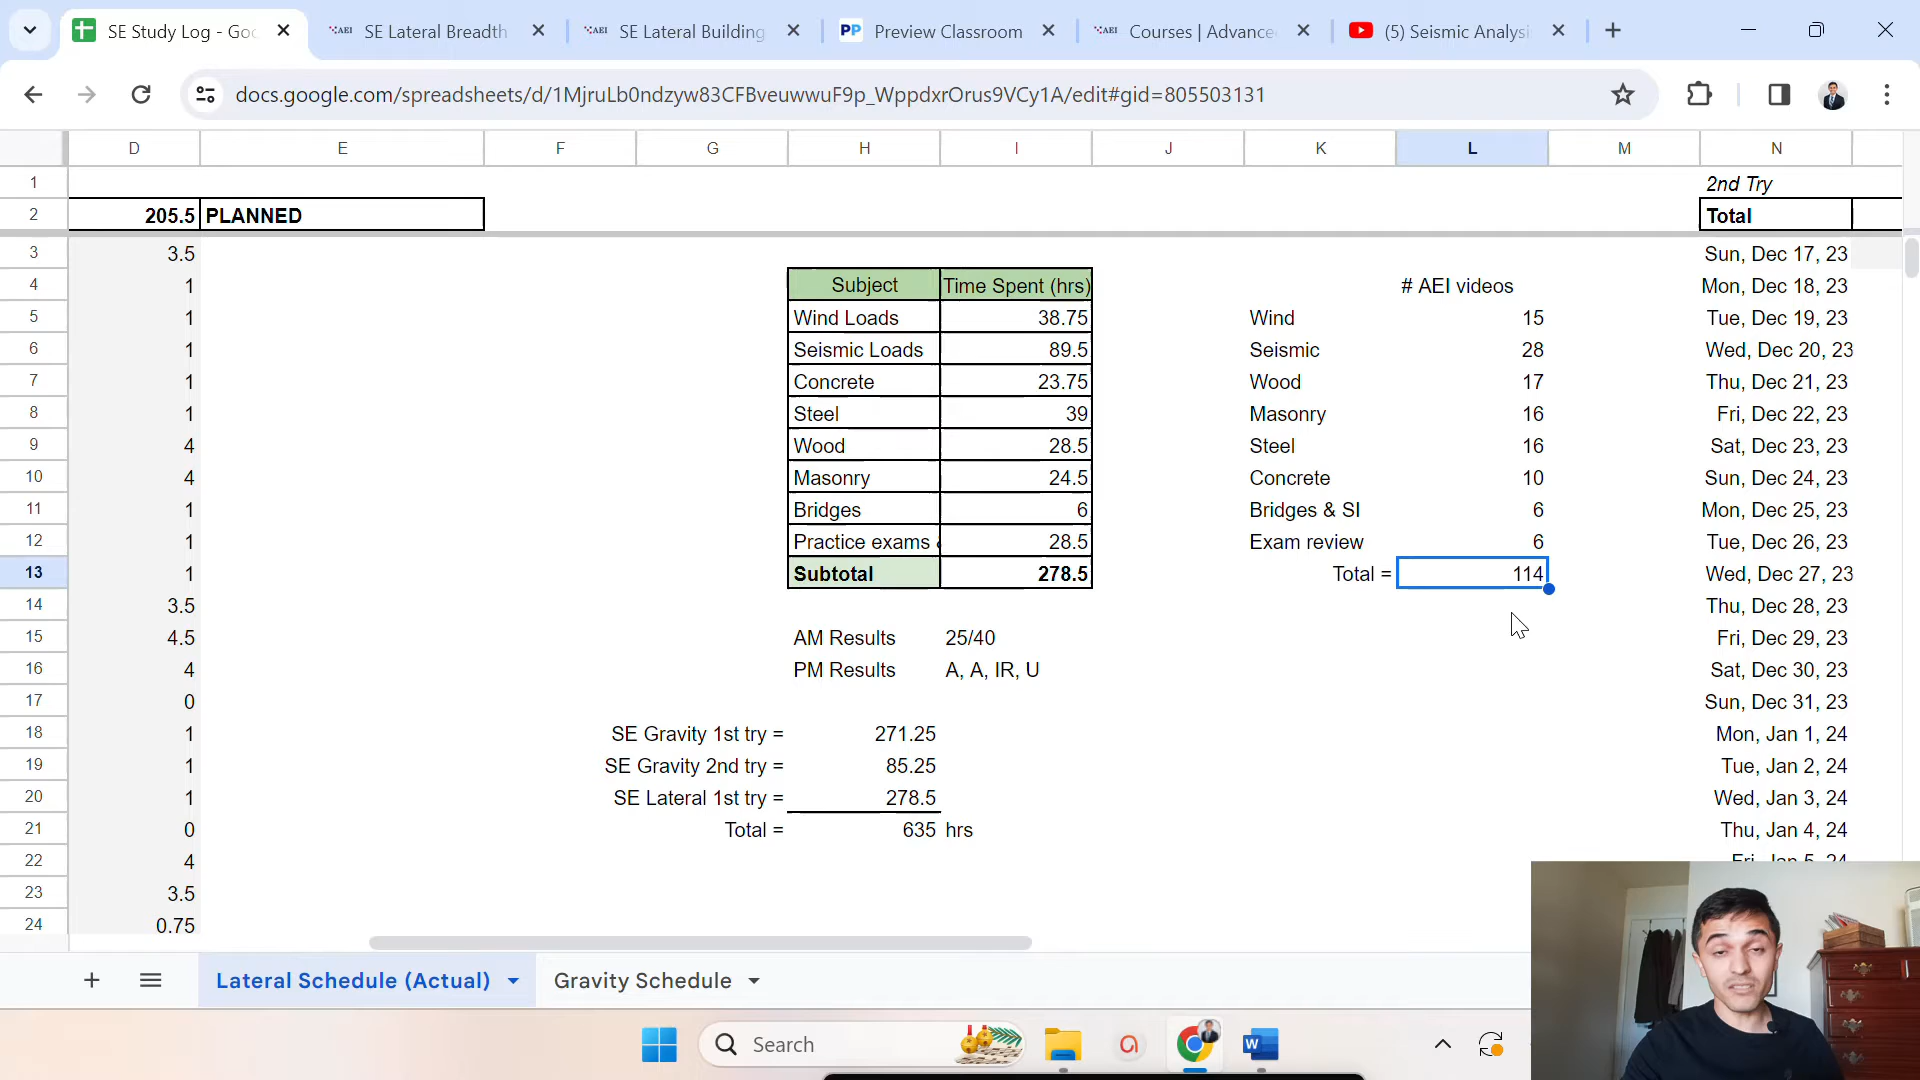 SE Study Log - Goo
AEI SE Lateral Breadth
AEI SE Lateral Building
PP Preview Classroom
AEI Courses | Advance
(5) Seismic Analysi
docs.google.com/spreadsheets/d/1MjruLb0ndzyw83CFBveuwwuF9p_WppdxrOrus9VCy1A/edit#gid=805503131
D E F G H I J K L M N
1 2nd Try
2 205.5 PLANNED Total
3 3.5 Sun, Dec 17, 23
4 1 Subject Time Spent (hrs) # AEI videos Mon, Dec 18, 23
5 1 Wind Loads 38.75 Wind 15 Tue, Dec 19, 23
6 1 Seismic Loads 89.5 Seismic 28 Wed, Dec 20, 23
7 1 Concrete 23.75 Wood 17 Thu, Dec 21, 23
8 1 Steel 39 Masonry 16 Fri, Dec 22, 23
9 4 Wood 28.5 Steel 16 Sat, Dec 23, 23
10 4 Masonry 24.5 Concrete 10 Sun, Dec 24, 23
11 1 Bridges 6 Bridges & SI 6 Mon, Dec 25, 23
12 1 Practice exams 28.5 Exam review 6 Tue, Dec 26, 23
13 1 Subtotal 278.5 Total = 114 Wed, Dec 27, 23
14 3.5 Thu, Dec 28, 23
15 4.5 AM Results 25/40 Fri, Dec 29, 23
16 4 PM Results A, A, IR, U Sat, Dec 30, 23
17 0 Sun, Dec 31, 23
18 1 SE Gravity 1st try = 271.25 Mon, Jan 1, 24
19 1 SE Gravity 2nd try = 85.25 Tue, Jan 2, 24
20 1 SE Lateral 1st try = 278.5 Wed, Jan 3, 24
21 0 Total = 635 hrs Thu, Jan 4, 24
22 4 Fri, Jan 5, 24
23 3.5
24 0.75
Lateral Schedule (Actual) Gravity Schedule
Search
W